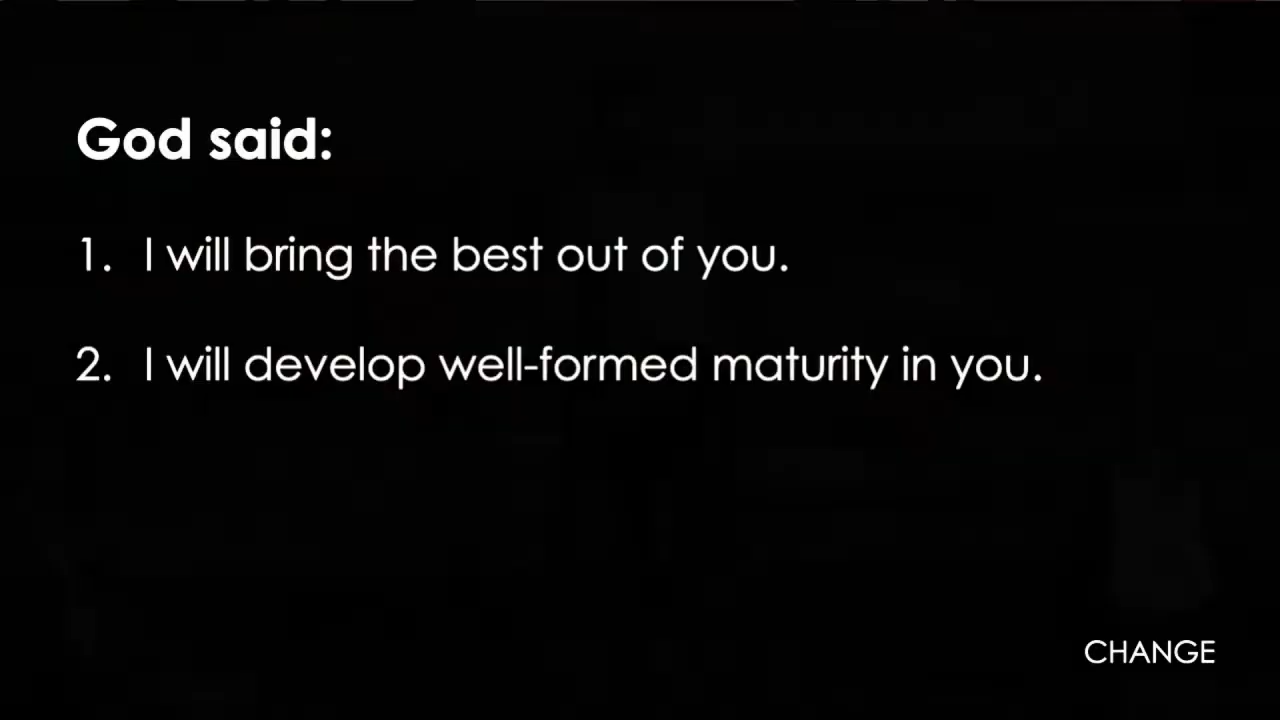 God said:
1. I will bring the best out of you.
2. I will develop well-formed maturity in you.
CHANGE